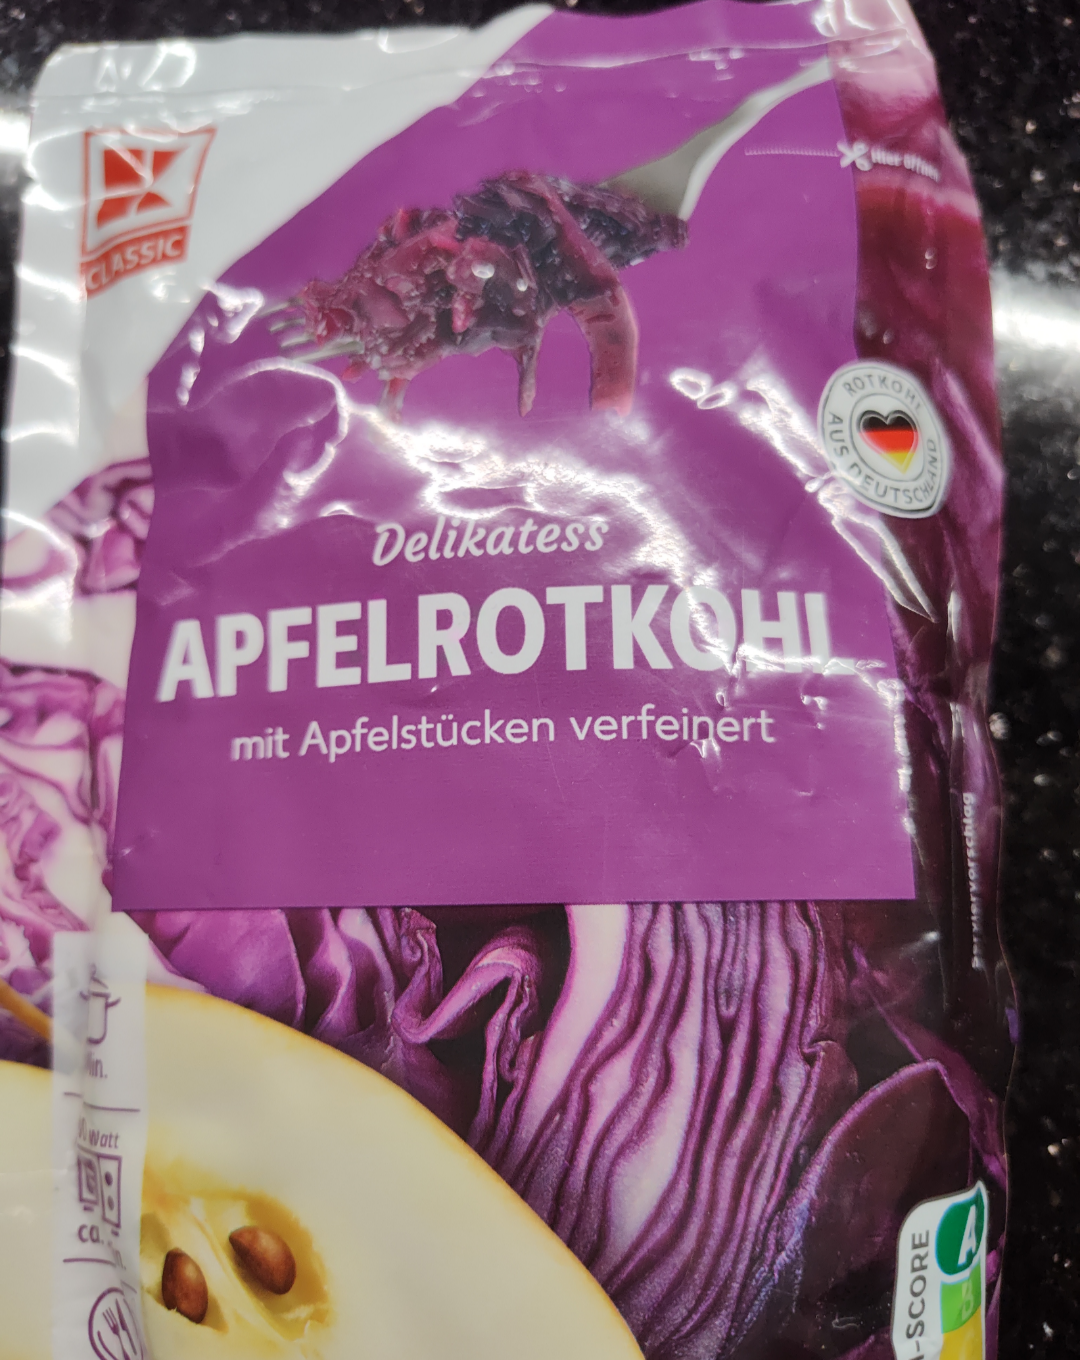 CLASSIC
Hier öffnen
ROTKOHL
AUS DEUTSCHLAND
Delikatess
APFELROTKOHL
mit Apfelstücken verfeinert
Serviervorschlag
Min.
Watt
ca.
A
B
-SCORE